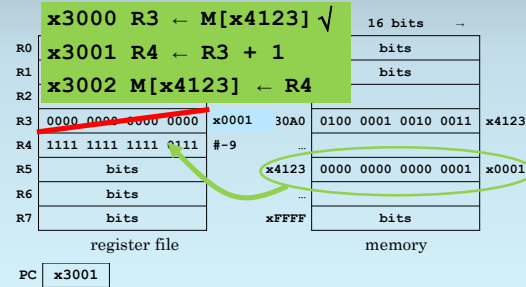 x3000 R3 ← M[x4123] √
x3001 R4 ← R3 + 1
x3002 M[x4123] ← R4
16 bits →
R0 bits
R1 bits
R2
R3 0000 0000 0000 0000 x0001 30A0 0100 0001 0010 0011 x4123
R4 1111 1111 1111 0111 #-9 …
R5 bits x4123 0000 0000 0000 0001 x0001
R6 bits …
R7 bits xFFFF bits
register file memory
PC x3001